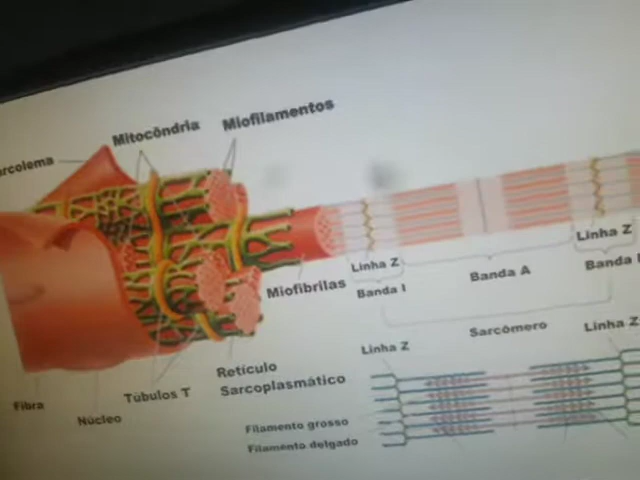 Miofilamentos
Mitocôndria
arcolema
Linha Z
Linha Z
Banda A
Banda I
Banda I
Miofibrilas
Sarcômero
Linha Z
Linha Z
Retículo
Sarcoplasmático
Túbulos T
Fibra
Núcleo
Filamento grosso
Filamento delgado